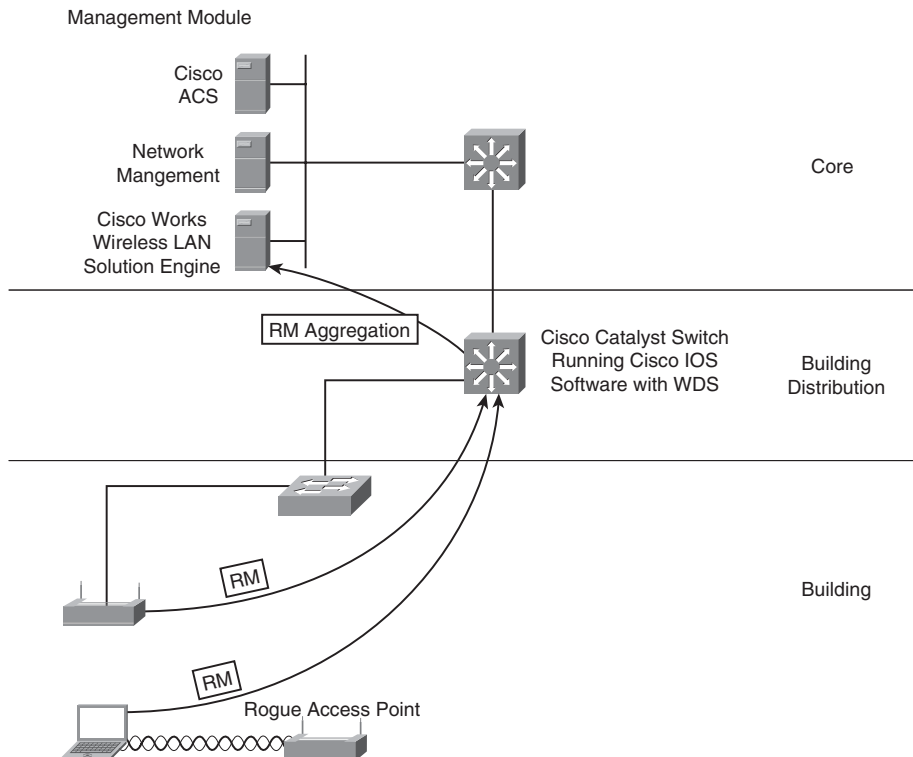 Management Module
Cisco
ACS
Network
Mangement
Core
Cisco Works
Wireless LAN
Solution Engine
RM Aggregation
Cisco Catalyst Switch
Running Cisco IOS
Software with WDS
Building
Distribution
RM
Building
RM
Rogue Access Point